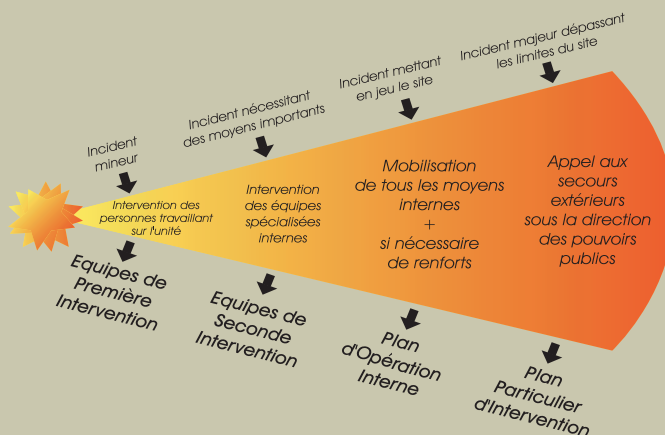 Incident
mineur
Incident nécessitant
des moyens importants
Incident mettant
en jeu le site
Incident majeur dépassant
les limites du site
Intervention des
personnes travaillant
sur l'unité
Intervention
des équipes
spécialisées
internes
Mobilisation
de tous les moyens
internes
+
si nécessaire
de renforts
Appel aux
secours
extérieurs
sous la direction
des pouvoirs
publics
Equipes de
Première
Intervention
Equipes de
Seconde
Intervention
Plan
d'Opération
Interne
Plan
Particulier
d'Intervention